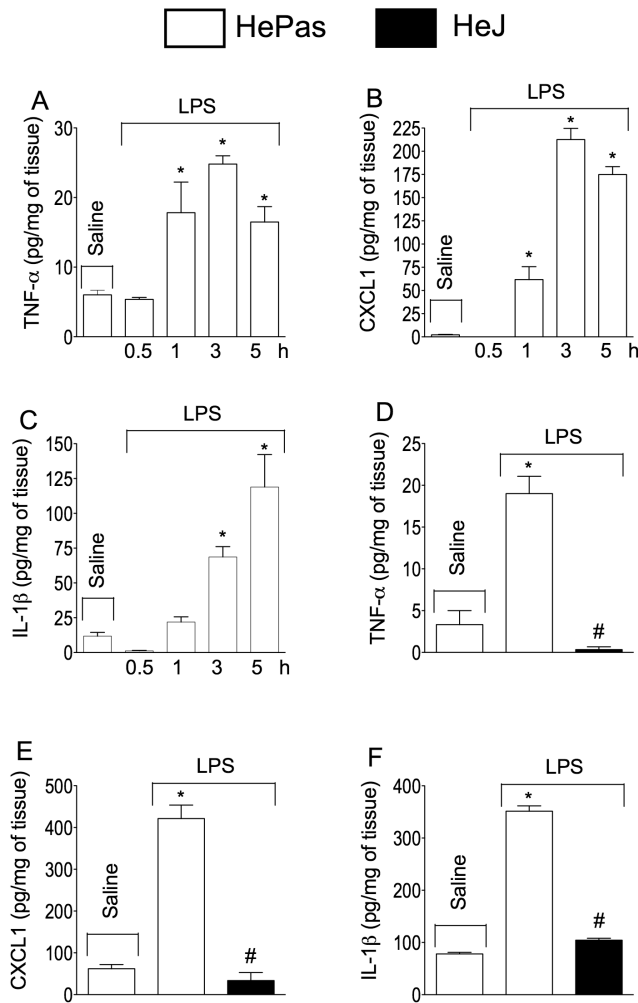 HePas HeJ
A
LPS
TNF-α (pg/mg of tissue)
30
20
10
0
Saline
* * *
0.5 1 3 5 h
B
LPS
CXCL1 (pg/mg of tissue)
225
200
175
150
125
100
75
50
25
0
Saline
* * *
0.5 1 3 5 h
C
LPS
IL-1β (pg/mg of tissue)
150
125
100
75
50
25
0
Saline
* *
0.5 1 3 5 h
D
LPS
TNF-α (pg/mg of tissue)
25
20
15
10
5
0
Saline
*
#
E
LPS
CXCL1 (pg/mg of tissue)
500
400
300
200
100
0
Saline
*
#
F
LPS
IL-1β (pg/mg of tissue)
400
300
200
100
0
Saline
*
#